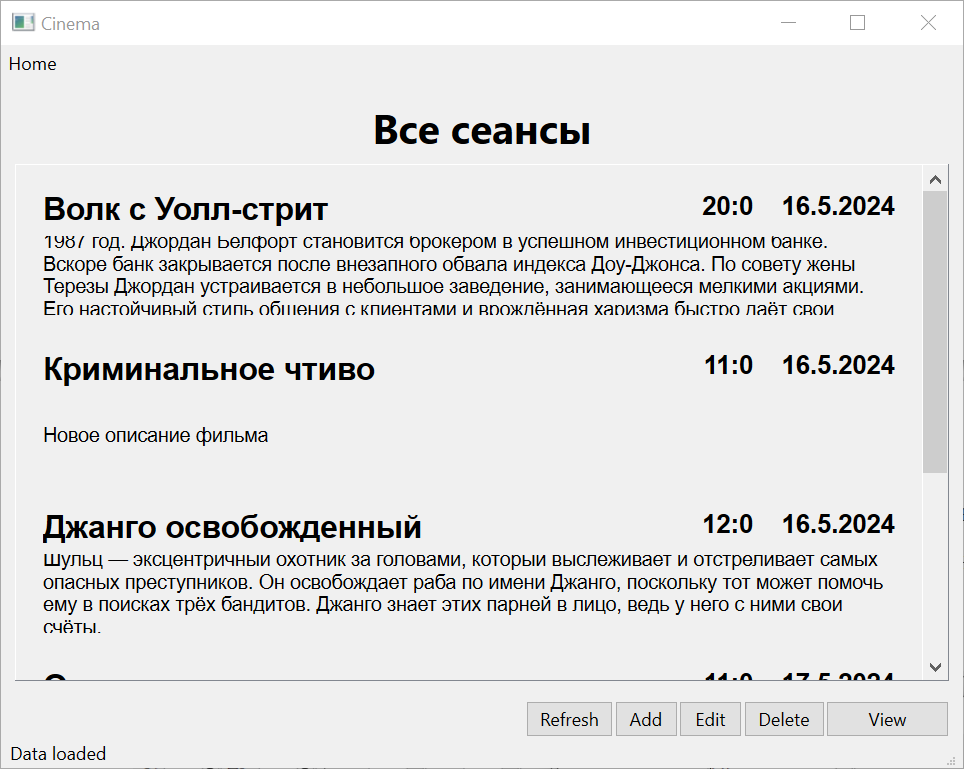 Cinema
Home
Все сеансы
Волк с Уолл-стрит 20:0 16.5.2024
1987 год. Джордан Белфорт становится брокером в успешном инвестиционном банке.
Вскоре банк закрывается после внезапного обвала индекса Доу-Джонса. По совету жены
Терезы Джордан устраивается в небольшое заведение, занимающееся мелкими акциями.
Его настойчивый стиль общения с клиентами и врождённая харизма быстро даёт свои
Криминальное чтиво 11:0 16.5.2024
Новое описание фильма
Джанго освобожденный 12:0 16.5.2024
Шульц — эксцентричный охотник за головами, который выслеживает и отстреливает самых
опасных преступников. Он освобождает раба по имени Джанго, поскольку тот может помочь
ему в поисках трёх бандитов. Джанго знает этих парней в лицо, ведь у него с ними свои
счёты.
11:0 17.5.2024
Refresh Add Edit Delete View
Data loaded